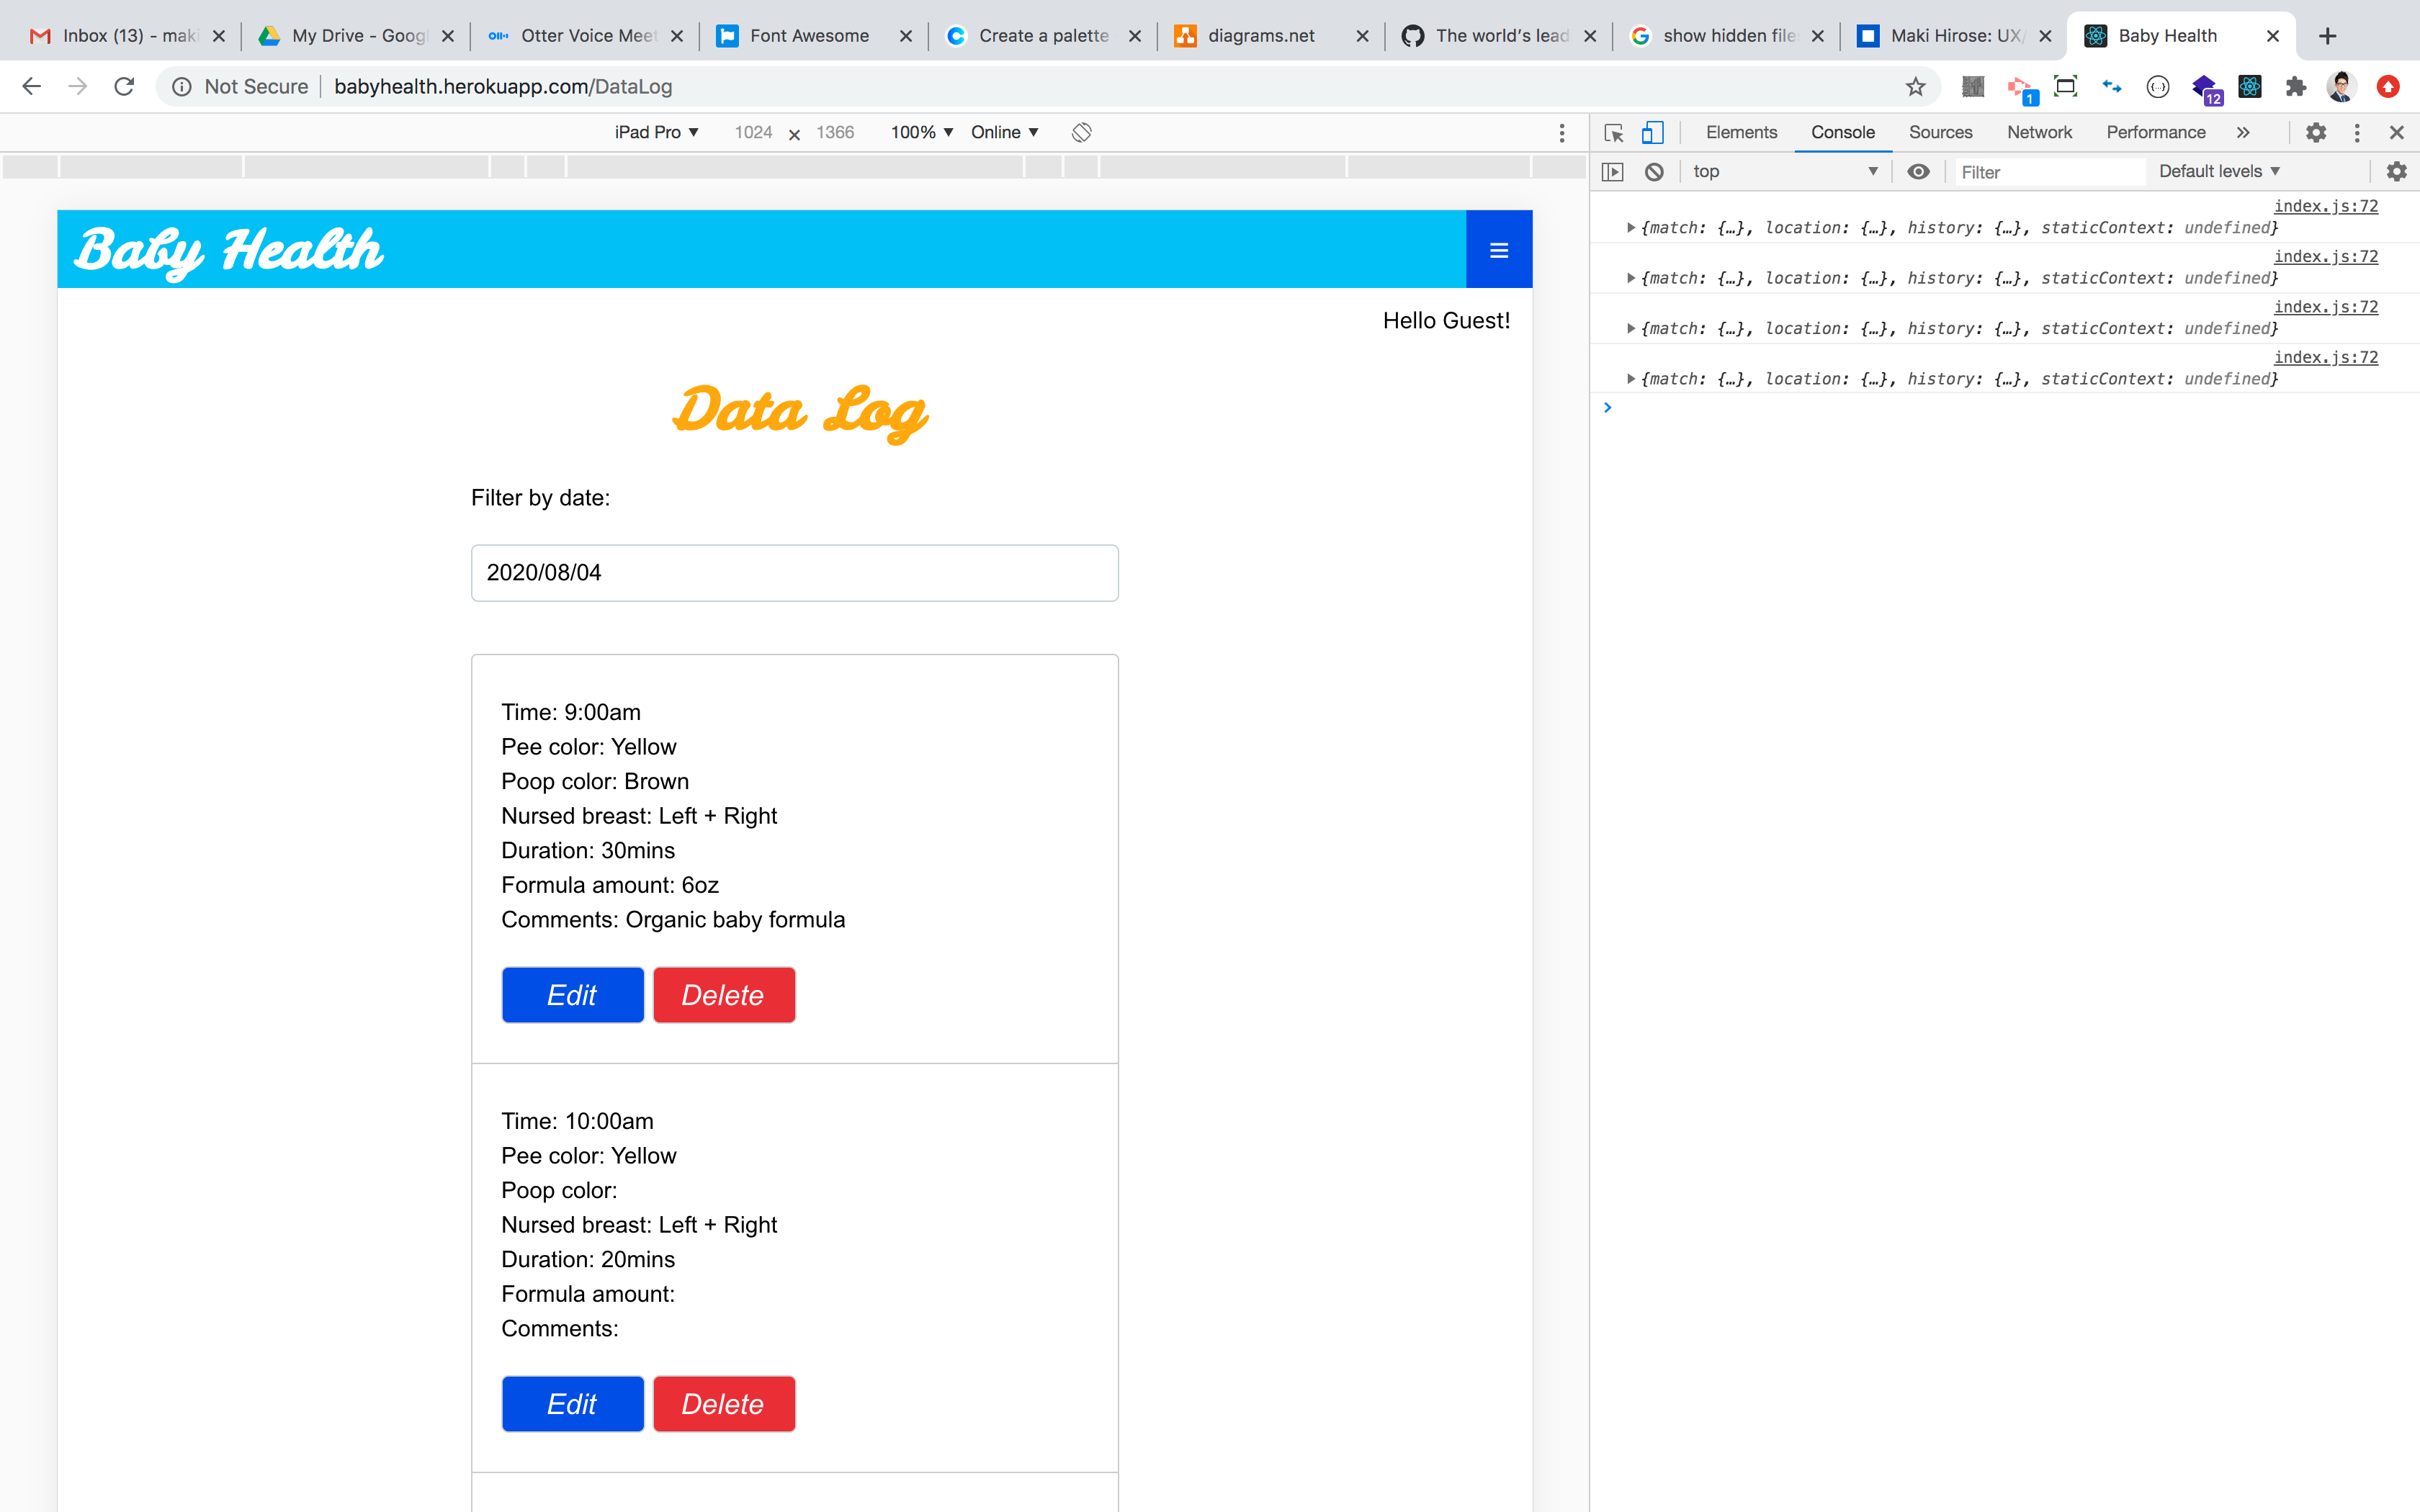 Inbox (13) - maki
My Drive - Googl
Otter Voice Meet
Font Awesome
Create a palette
diagrams.net
The world's lead
show hidden files
Maki Hirose: UX/
Baby Health
Not Secure babyhealth.herokuapp.com/DataLog
1
12
iPad Pro 1024 × 1366 100% Online
Elements Console Sources Network Performance
top Filter Default levels
Baby Health
Hello Guest!
Data Log
Filter by date:
2020/08/04
Time: 9:00am
Pee color: Yellow
Poop color: Brown
Nursed breast: Left + Right
Duration: 30mins
Formula amount: 6oz
Comments: Organic baby formula
Edit Delete
Time: 10:00am
Pee color: Yellow
Poop color:
Nursed breast: Left + Right
Duration: 20mins
Formula amount:
Comments:
Edit Delete
index.js:72
{match: {…}, location: {…}, history: {…}, staticContext: undefined}
index.js:72
{match: {…}, location: {…}, history: {…}, staticContext: undefined}
index.js:72
{match: {…}, location: {…}, history: {…}, staticContext: undefined}
index.js:72
{match: {…}, location: {…}, history: {…}, staticContext: undefined}